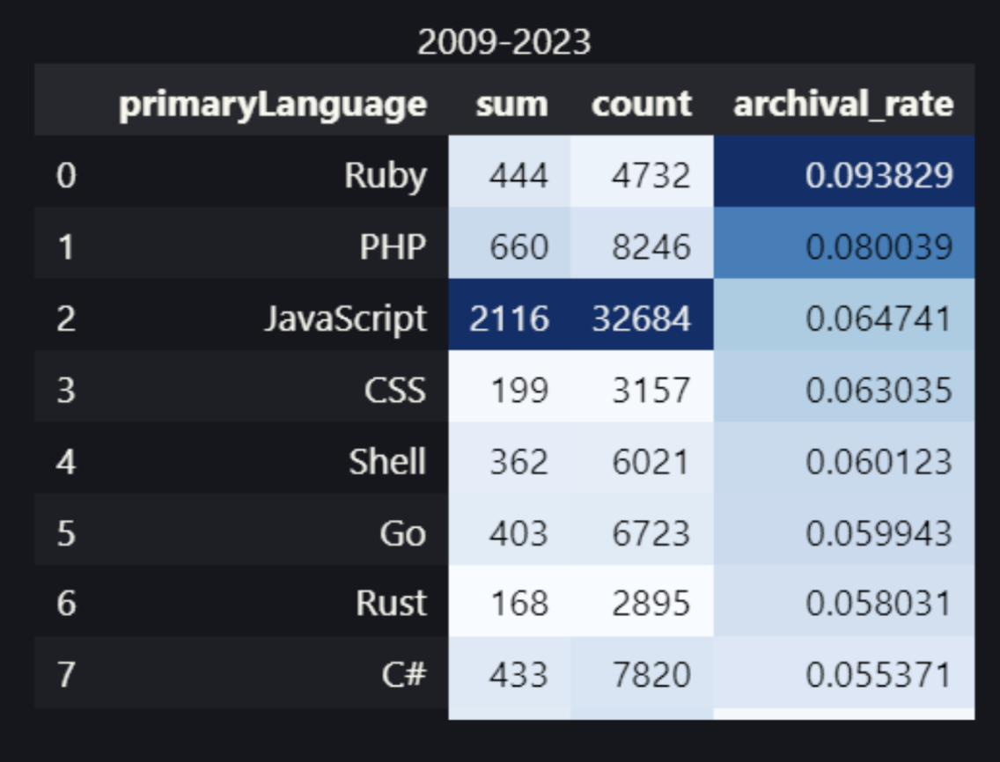 2009-2023
primaryLanguage sum count archival_rate
0 Ruby 444 4732 0.093829
1 PHP 660 8246 0.080039
2 JavaScript 2116 32684 0.064741
3 CSS 199 3157 0.063035
4 Shell 362 6021 0.060123
5 Go 403 6723 0.059943
6 Rust 168 2895 0.058031
7 C# 433 7820 0.055371